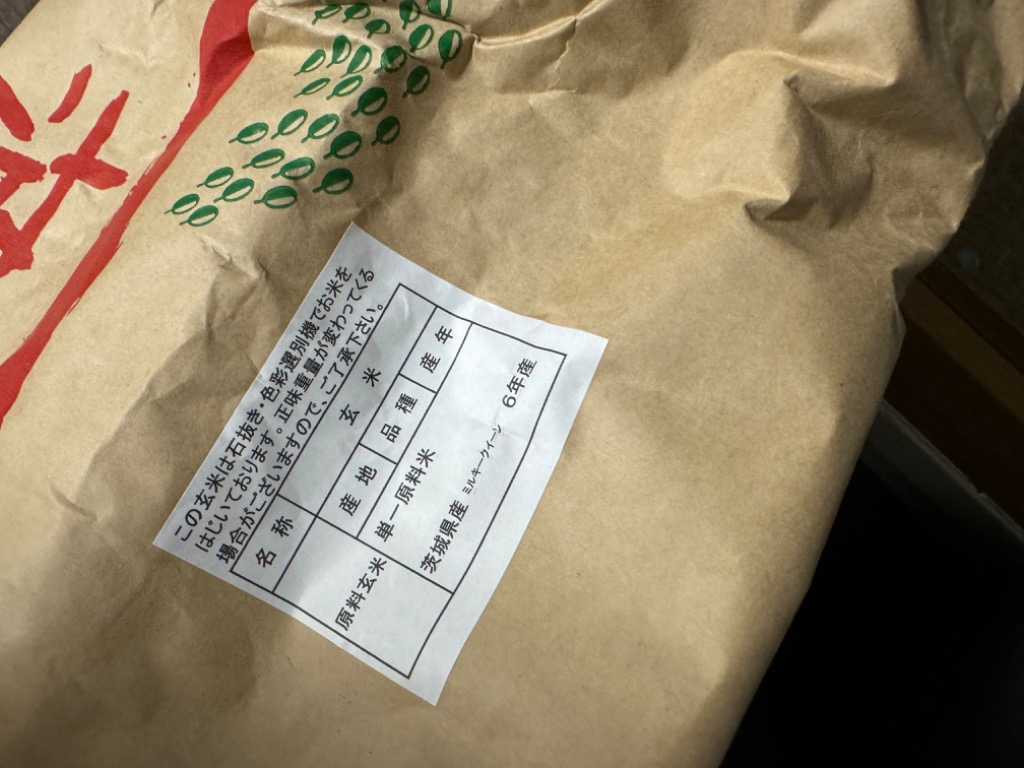 この玄米は石抜き・色彩選別機でお米を
はじいております。正味重量が変わってくる
場合がございますので、ご了承下さい。
名称 玄米
原料玄米 産地 品種 産年
単一原料米
茨城県産 ミルキークイーン 6年産